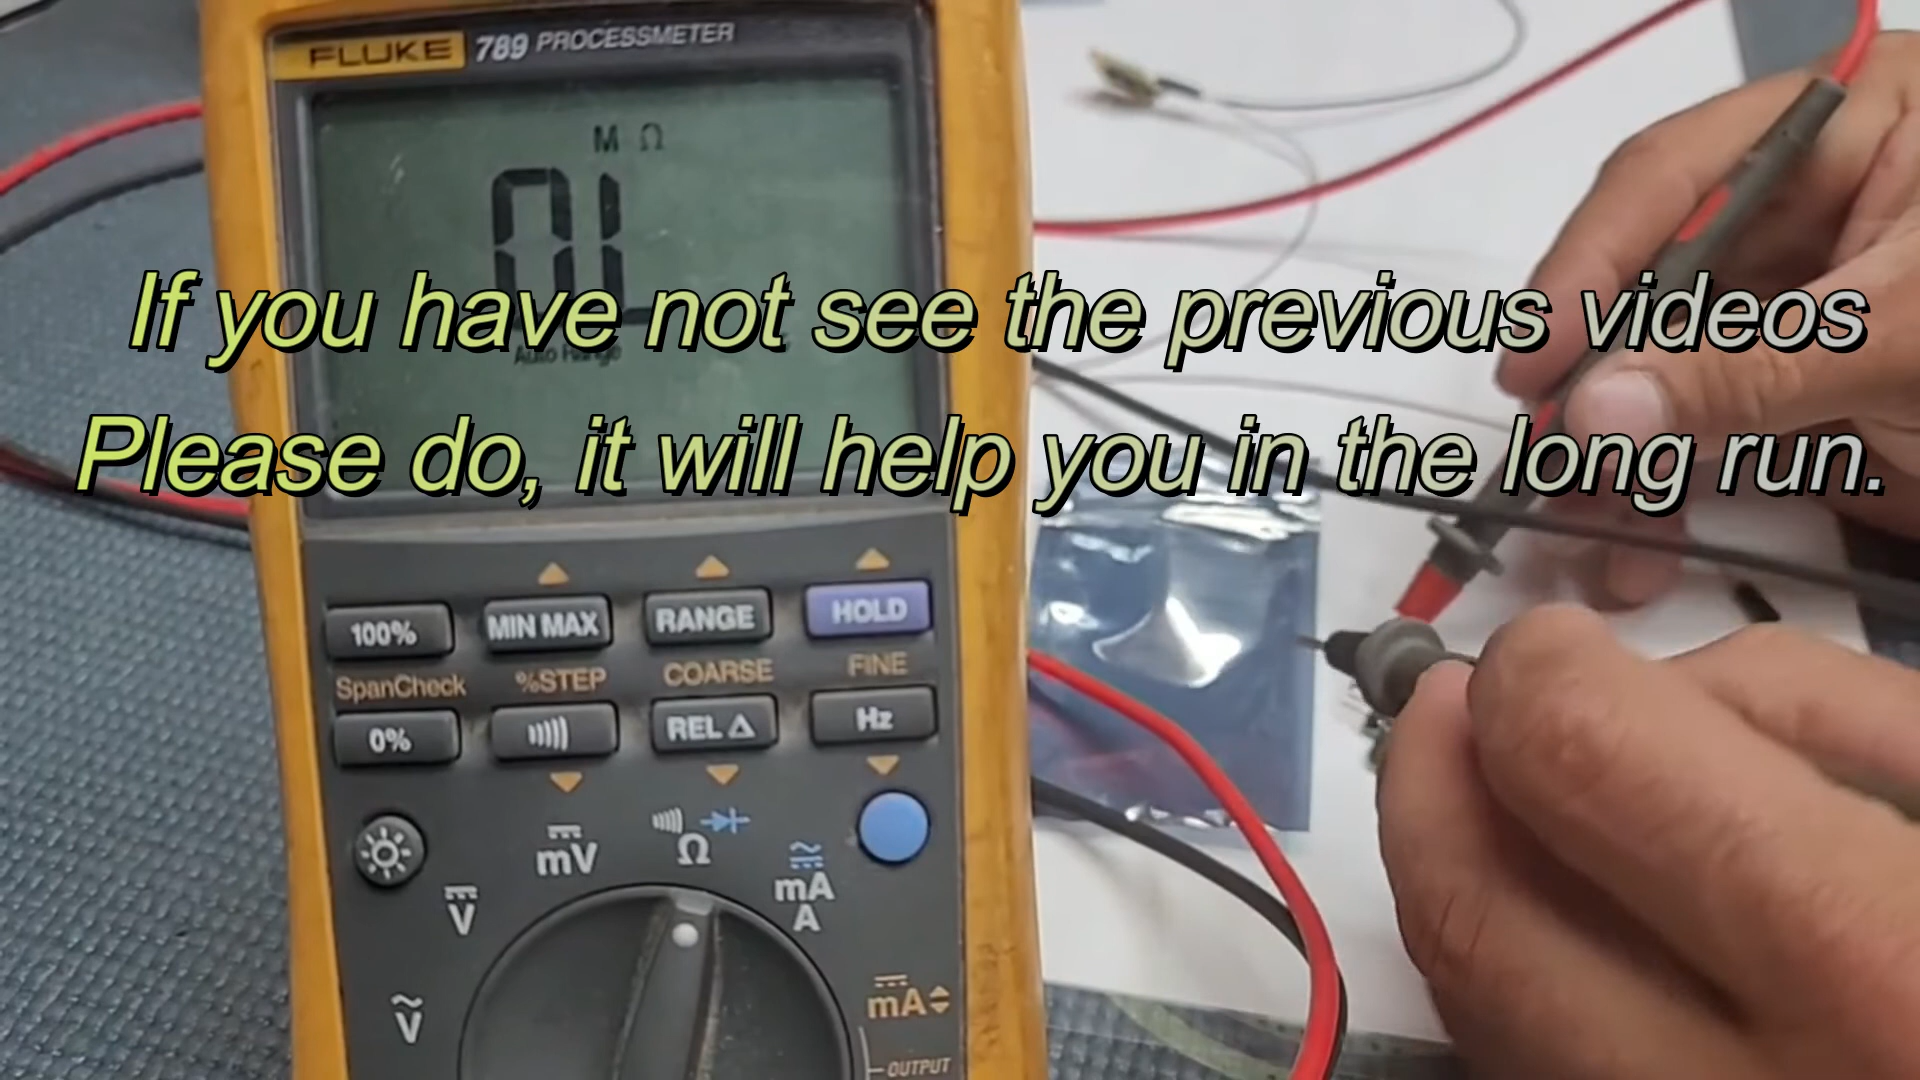 FLUKE 789 PROCESSMETER
M Ω
OL
If you have not see the previous videos
Auto Range
Please do, it will help you in the long run.
100% MIN MAX RANGE HOLD
SpanCheck %STEP COARSE FINE
0% REL Δ Hz
mV Ω mA
A
V
V mA
OUTPUT